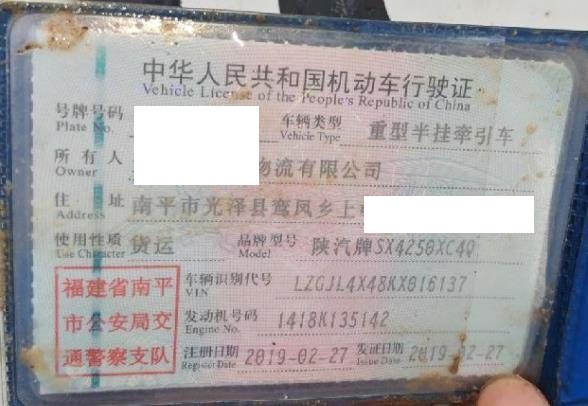 中华人民共和国机动车行驶证
Vehicle License of the People's Republic of China
号牌号码 车辆类型 重型半挂牵引车
Plate No. Vehicle Type
所有人 物流有限公司
Owner
住址 南平市光泽县鸾凤乡上
Address
使用性质 货运 品牌型号 陕汽牌SX4250XC4Q
Use Character Model
福建省南平 车辆识别代号 LZGJL4X48KX016137
VIN
市公安局交 发动机号码 1418K135142
Engine No.
通警察支队 注册日期 2019-02-27 发证日期 2019-02-27
Register Date Issue Date